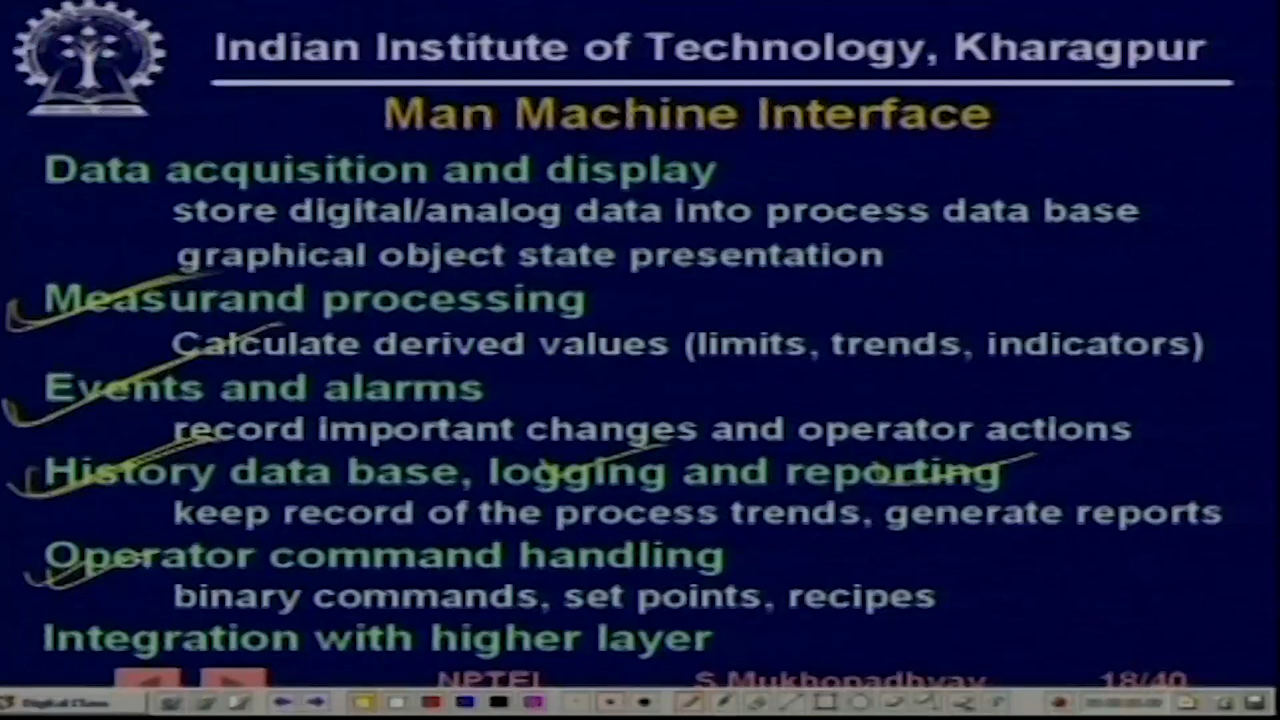 Indian Institute of Technology, Kharagpur
Man Machine Interface
Data acquisition and display
store digital/analog data into process data base
graphical object state presentation
Measurand processing
Calculate derived values (limits, trends, indicators)
Events and alarms
record important changes and operator actions
History data base, logging and reporting
keep record of the process trends, generate reports
Operator command handling
binary commands, set points, recipes
Integration with higher layer
NPTEL S.Mukhopadhyay 18/40
Digital Class